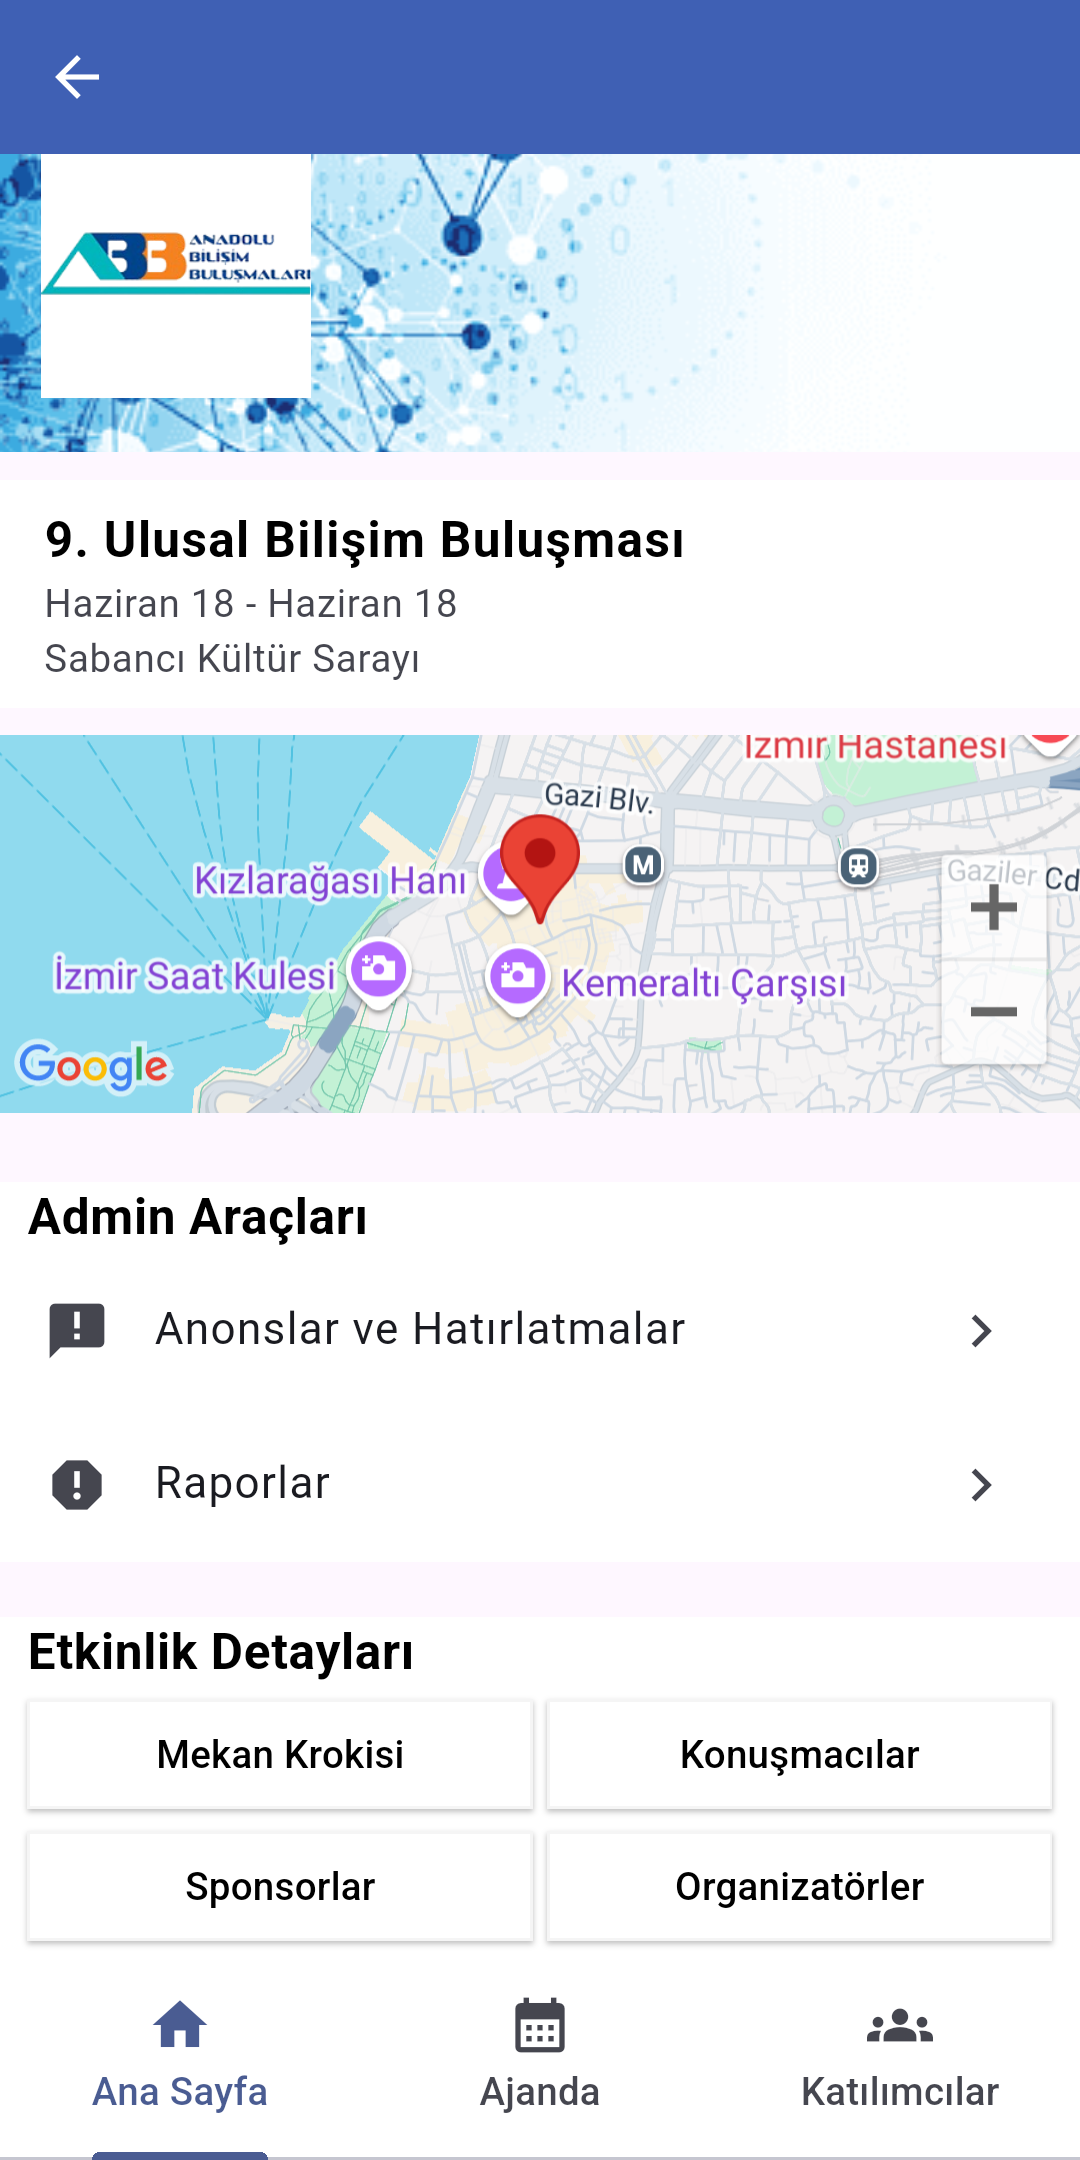 ANADOLU
BİLİŞİM
BULUŞMALARI
9. Ulusal Bilişim Buluşması
Haziran 18 - Haziran 18
Sabancı Kültür Sarayı
İzmir Hastanesi
Gazi Blv.
M
Kızlarağası Hanı
Gaziler Cd
İzmir Saat Kulesi
Kemeraltı Çarşısı
Google
Admin Araçları
Anonslar ve Hatırlatmalar
Raporlar
Etkinlik Detayları
Mekan Krokisi
Konuşmacılar
Sponsorlar
Organizatörler
Ana Sayfa
Ajanda
Katılımcılar